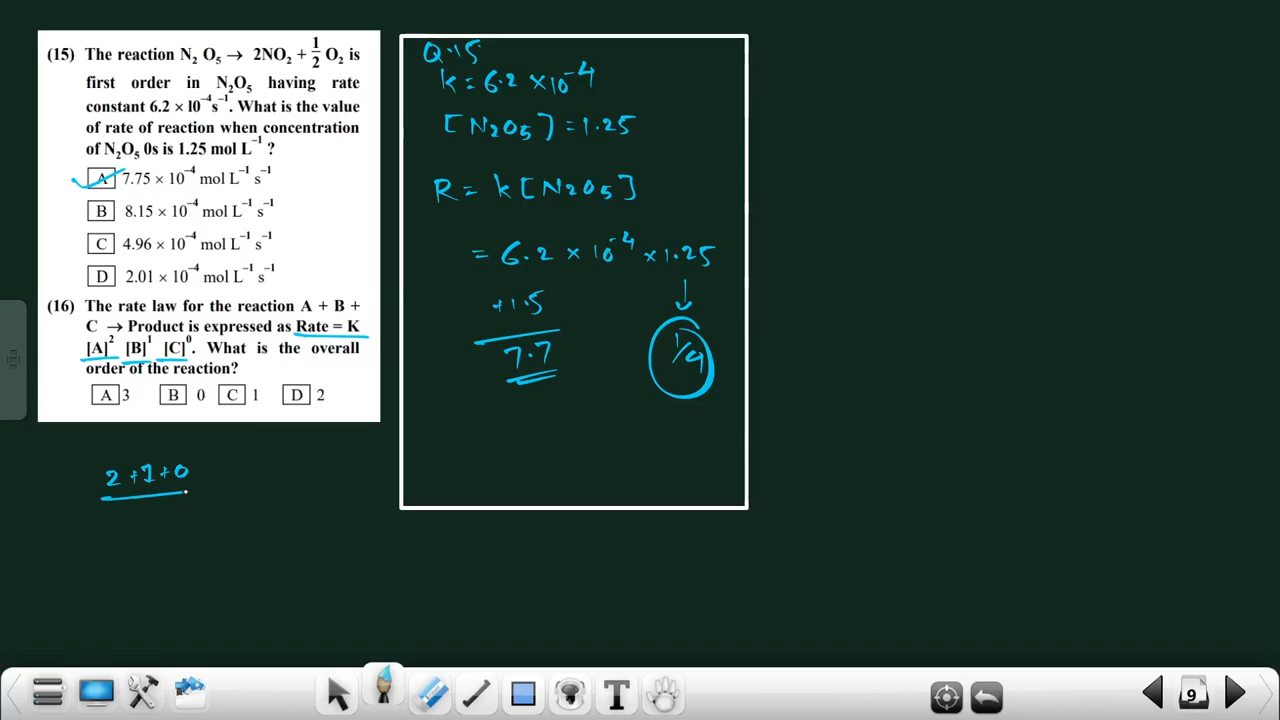 (15) The reaction N₂ O₅ → 2NO₂ + 1/2 O₂ is
first order in N₂O₅ having rate
constant 6.2 × 10⁻⁴ s⁻¹. What is the value
of rate of reaction when concentration
of N₂O₅ 0s is 1.25 mol L⁻¹ ?
A 7.75 × 10⁻⁴ mol L⁻¹ s⁻¹
B 8.15 × 10⁻⁴ mol L⁻¹ s⁻¹
C 4.96 × 10⁻⁴ mol L⁻¹ s⁻¹
D 2.01 × 10⁻⁴ mol L⁻¹ s⁻¹
(16) The rate law for the reaction A + B +
C → Product is expressed as Rate = K
[A]² [B]¹ [C]⁰. What is the overall
order of the reaction?
A 3 B 0 C 1 D 2
2 + 1 + 0
Q.15
k = 6.2 × 10⁻⁴
[N₂O₅] = 1.25
R = k [N₂O₅]
= 6.2 × 10⁻⁴ × 1.25
+1.5
7.7
1/4
9